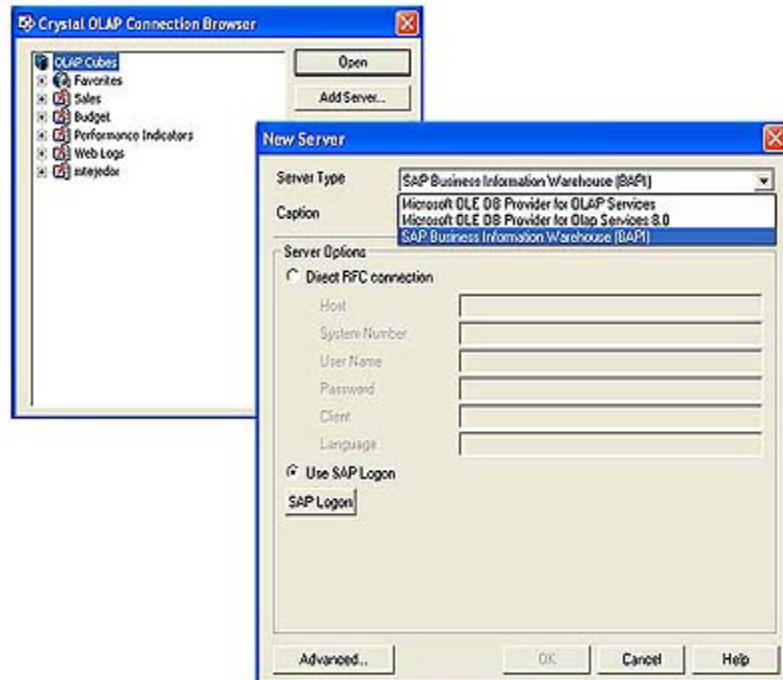 Crystal OLAP Connection Browser
OLAP Cubes
Favorites
Sales
Budget
Performance Indicators
Web Logs
mtejedor
Open
Add Server...
New Server
Server Type
SAP Business Information Warehouse (BAPI)
Microsoft OLE DB Provider for OLAP Services
Microsoft OLE DB Provider for Olap Services 8.0
SAP Business Information Warehouse (BAPI)
Caption
Server Options
Direct RFC connection
Host
System Number
User Name
Password
Client
Language
Use SAP Logon
SAP Logon
Advanced...
OK
Cancel
Help